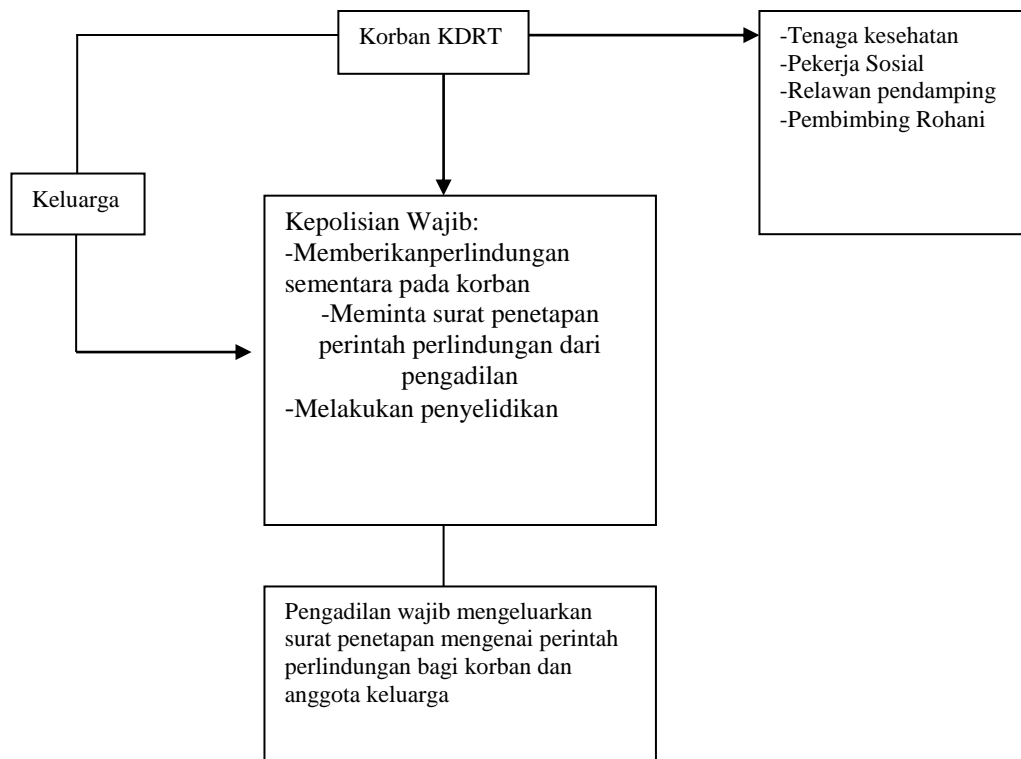 Korban KDRT
-Tenaga kesehatan
-Pekerja Sosial
-Relawan pendamping
-Pembimbing Rohani
Keluarga
Kepolisian Wajib:
-Memberikanperlindungan
sementara pada korban
-Meminta surat penetapan
perintah perlindungan dari
pengadilan
-Melakukan penyelidikan
Pengadilan wajib mengeluarkan
surat penetapan mengenai perintah
perlindungan bagi korban dan
anggota keluarga